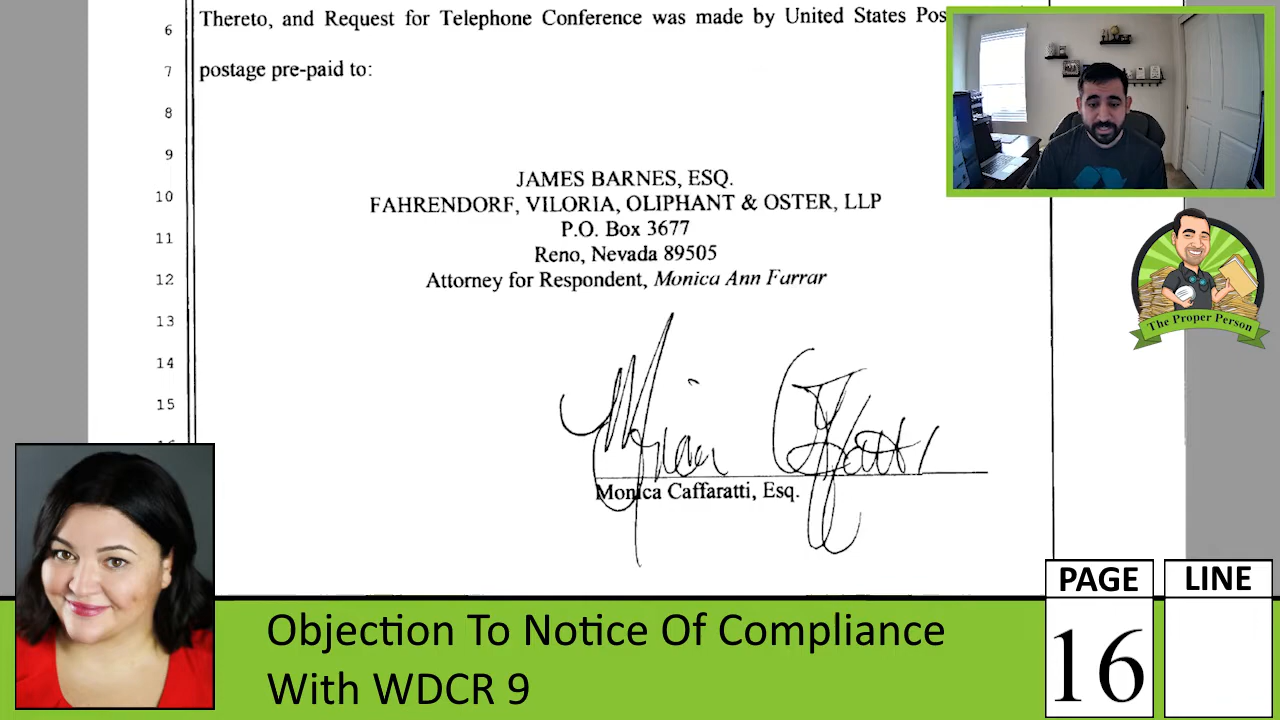 6 Thereto, and Request for Telephone Conference was made by United States Pos
7 postage pre-paid to:
8
9
JAMES BARNES, ESQ.
10 FAHRENDORF, VILORIA, OLIPHANT & OSTER, LLP
P.O. Box 3677
11
Reno, Nevada 89505
12 Attorney for Respondent, Monica Ann Farrar
13
14
15
Monica Caffaratti
Monica Caffaratti, Esq.
The Proper Person
PAGE LINE
Objection To Notice Of Compliance
With WDCR 9
16